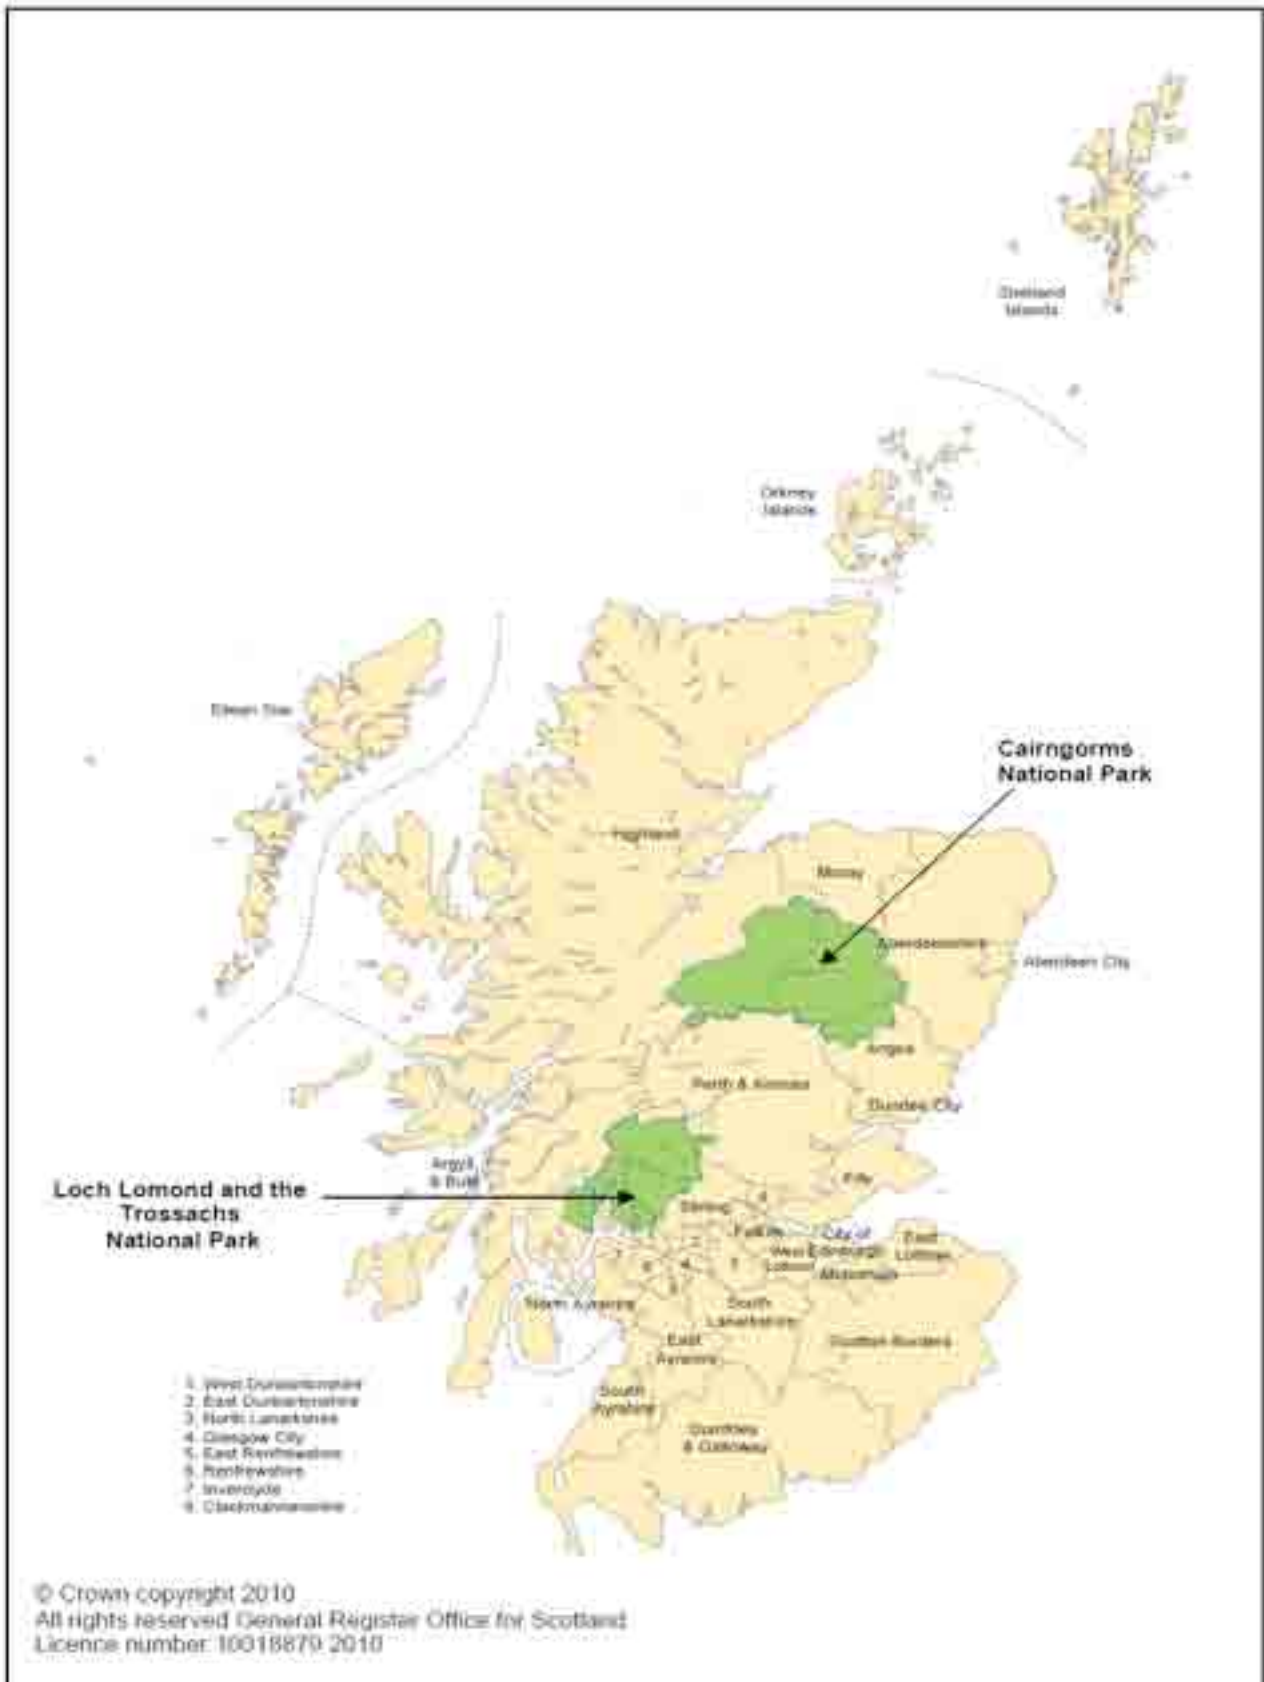 Shetland
Islands
Orkney
Islands
Eilean Siar
Cairngorms
National Park
Highland
Moray
Aberdeenshire
Aberdeen City
Angus
Perth & Kinross
Dundee City
Argyll
& Bute
Fife
Loch Lomond and the
Trossachs
National Park
Stirling
8
Falkirk
City of
Edinburgh
East
Lothian
West
Lothian
Midlothian
North Ayrshire
South
Lanarkshire
East
Ayrshire
Scottish Borders
South
Ayrshire
Dumfries
& Galloway
1. West Dunbartonshire
2. East Dunbartonshire
3. North Lanarkshire
4. Glasgow City
5. East Renfrewshire
6. Renfrewshire
7. Inverclyde
8. Clackmannanshire
© Crown copyright 2010
All rights reserved General Register Office for Scotland
Licence number 10018879 2010